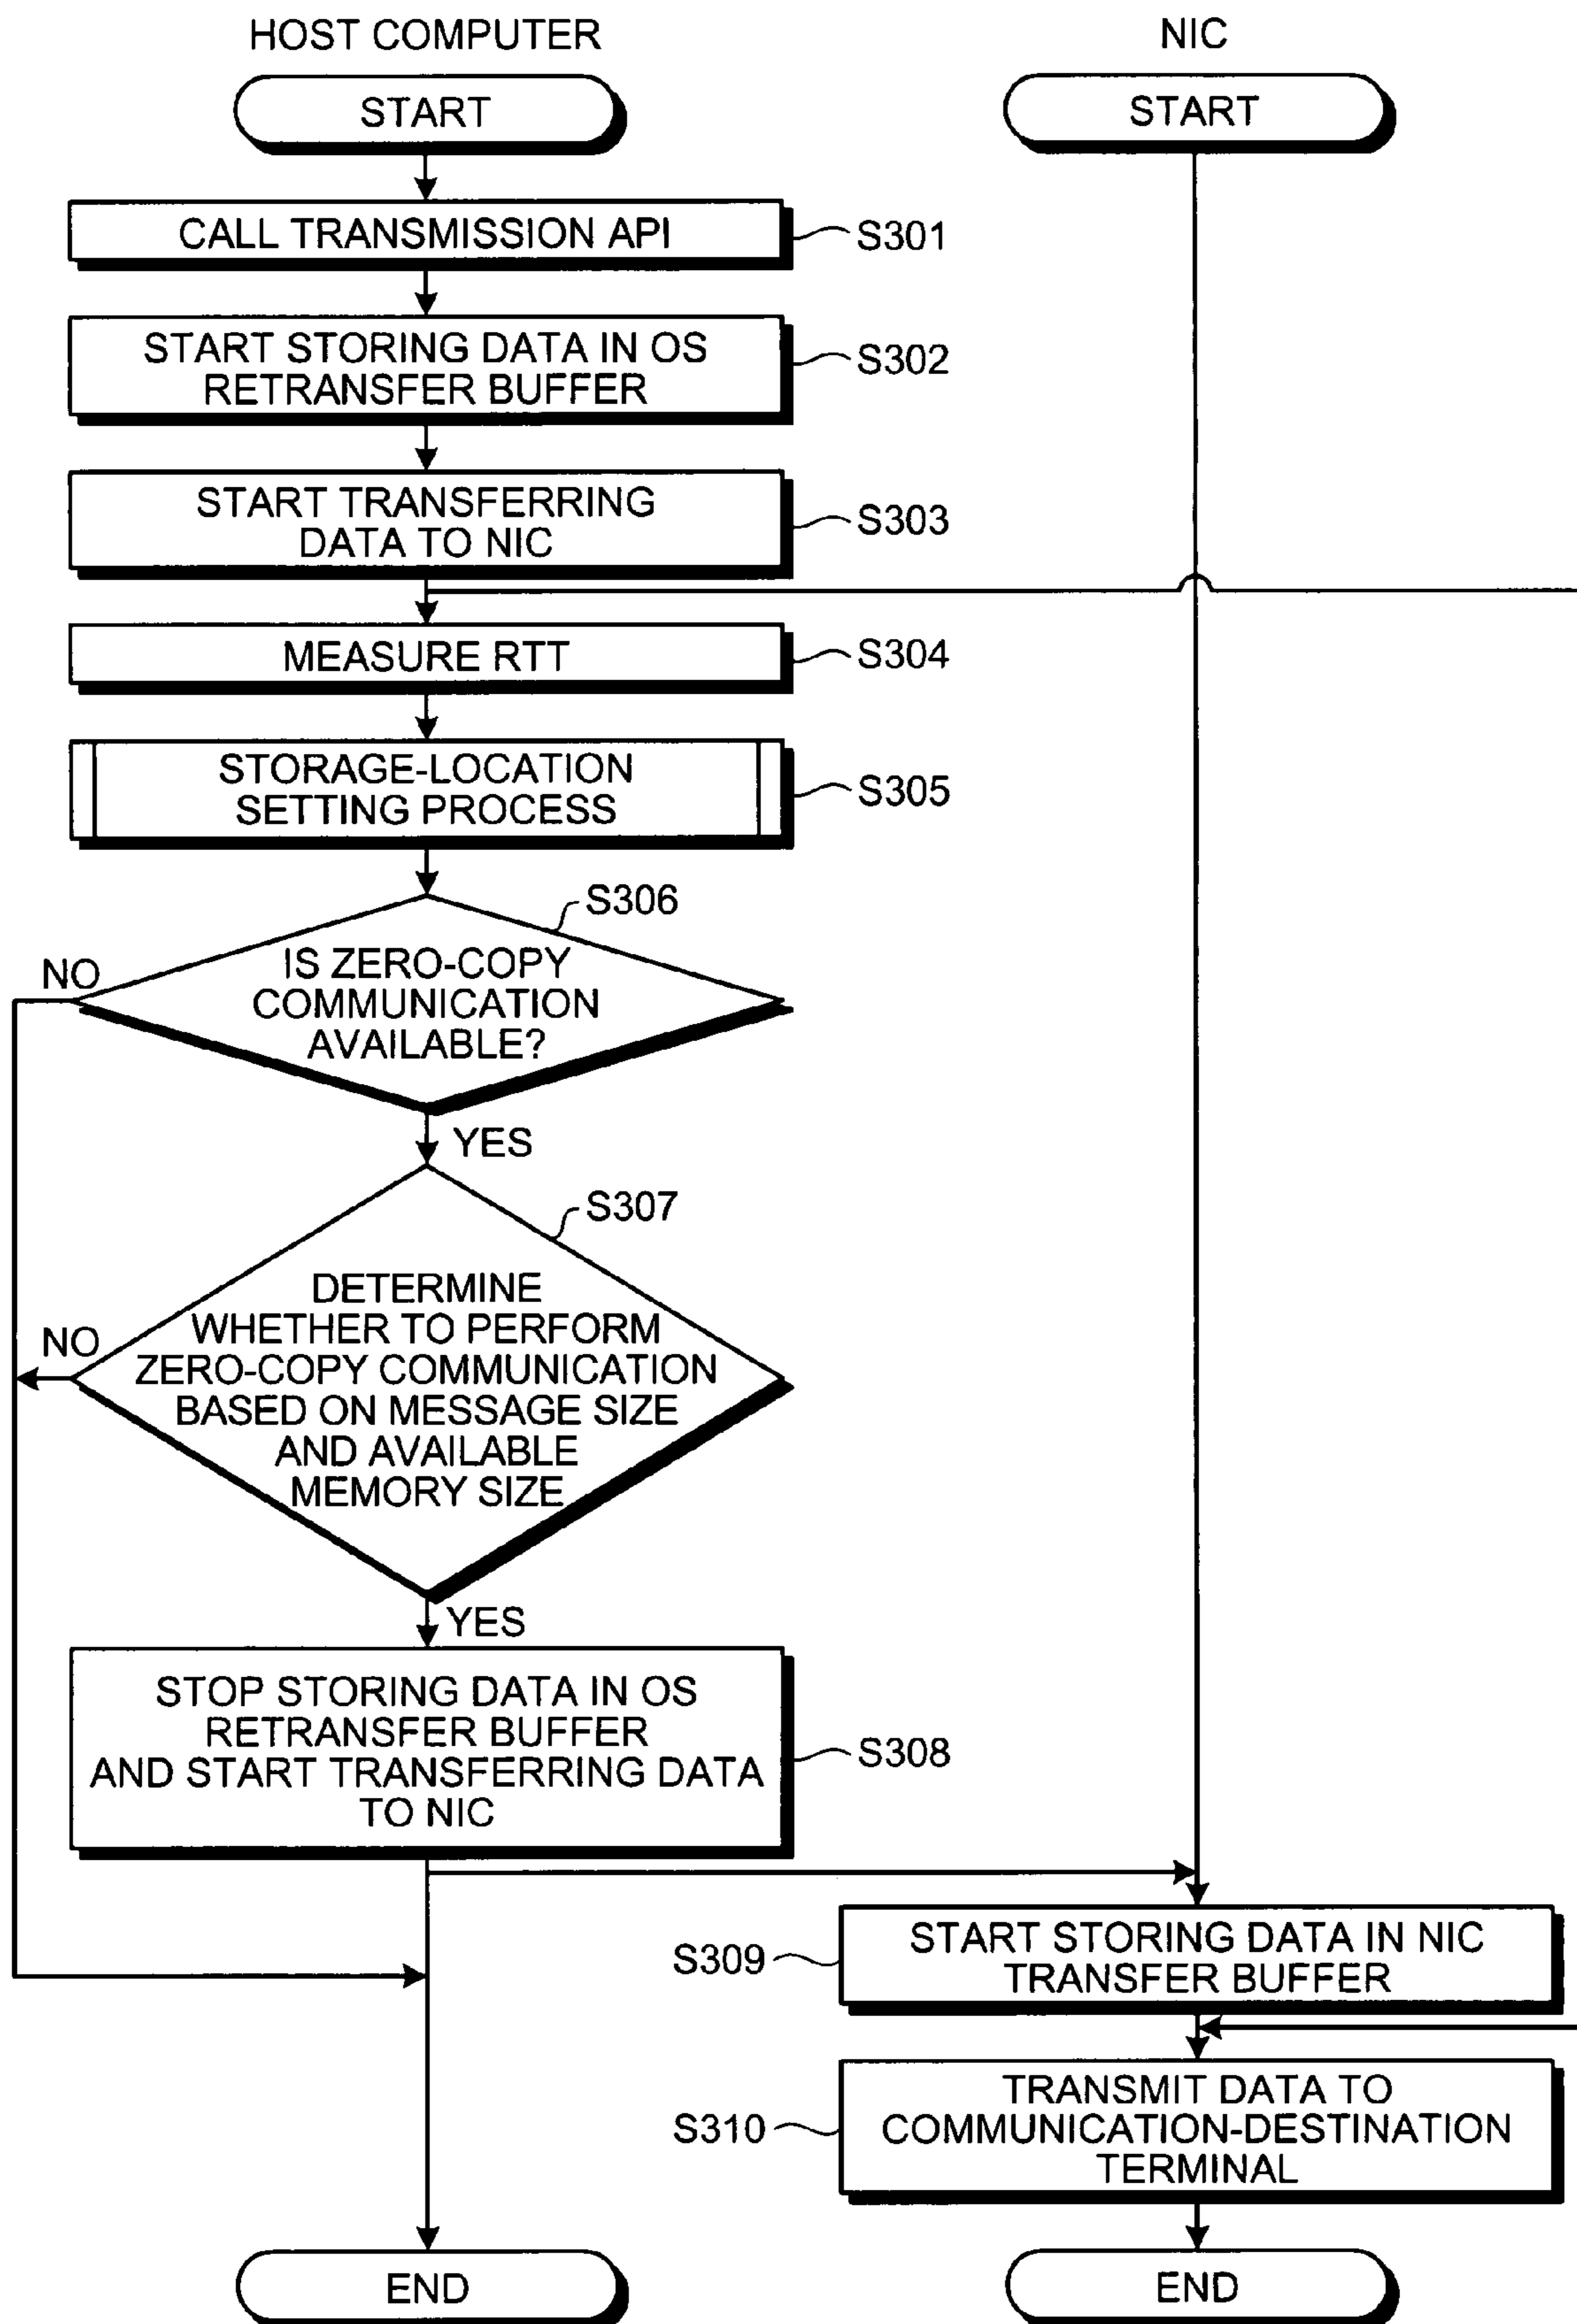 HOST COMPUTER
NIC
START
START
CALL TRANSMISSION API
S301
START STORING DATA IN OS
RETRANSFER BUFFER
S302
START TRANSFERRING
DATA TO NIC
S303
MEASURE RTT
S304
STORAGE-LOCATION
SETTING PROCESS
S305
S306
NO
IS ZERO-COPY
COMMUNICATION
AVAILABLE?
YES
S307
NO
DETERMINE
WHETHER TO PERFORM
ZERO-COPY COMMUNICATION
BASED ON MESSAGE SIZE
AND AVAILABLE
MEMORY SIZE
YES
STOP STORING DATA IN OS
RETRANSFER BUFFER
AND START TRANSFERRING DATA
TO NIC
S308
S309
START STORING DATA IN NIC
TRANSFER BUFFER
S310
TRANSMIT DATA TO
COMMUNICATION-DESTINATION
TERMINAL
END
END